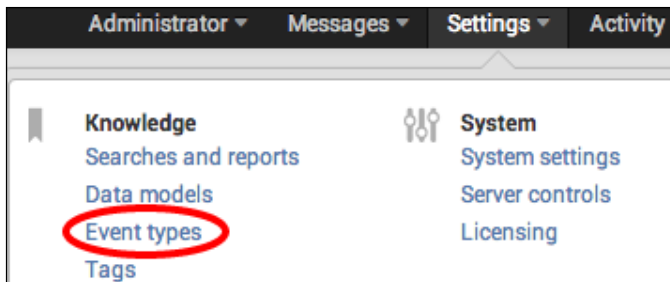 Administrator Messages Settings Activity
Knowledge
Searches and reports
Data models
Event types
Tags
System
System settings
Server controls
Licensing